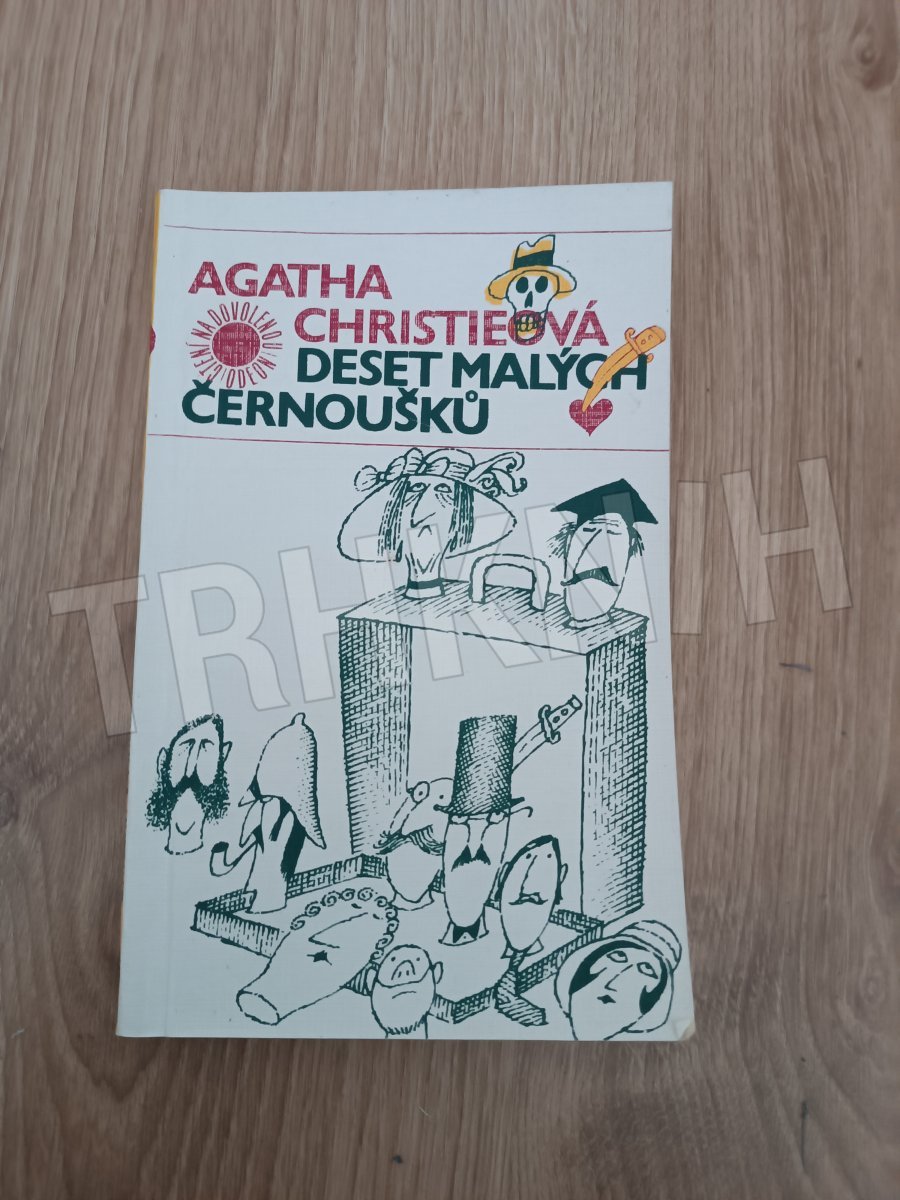 AGATHA
CHRISTIEOVÁ
ČTENÍ NA DOVOLENOU ODEON
DESET MALÝCH
ČERNOUŠKŮ
TRHKNIH